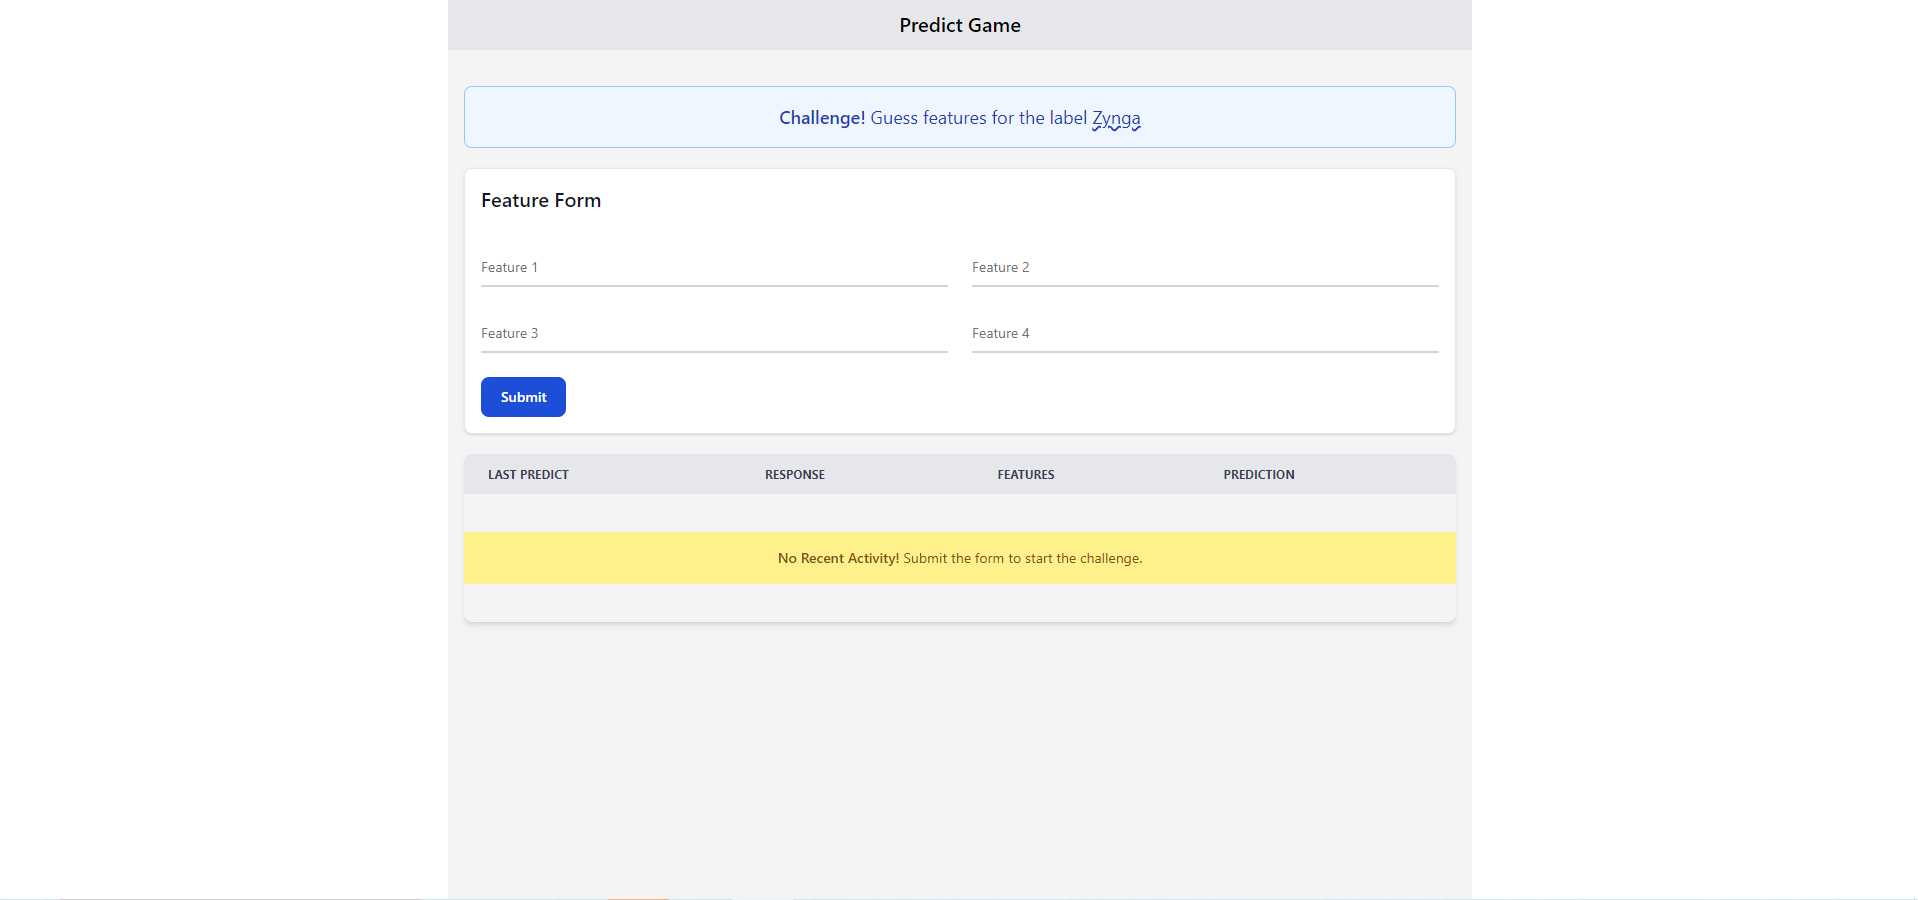 Predict Game
Challenge! Guess features for the label Zynga
Feature Form
Feature 1
Feature 2
Feature 3
Feature 4
Submit
LAST PREDICT RESPONSE FEATURES PREDICTION
No Recent Activity! Submit the form to start the challenge.